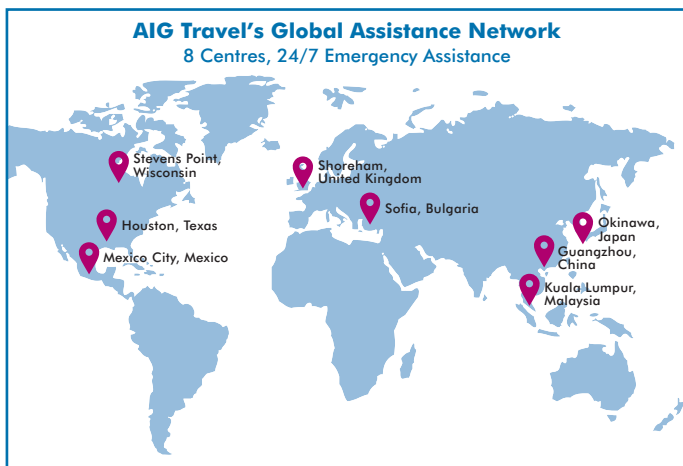 AIG Travel's Global Assistance Network
8 Centres, 24/7 Emergency Assistance
Stevens Point,
Wisconsin
Shoreham,
United Kingdom
Sofia, Bulgaria
Houston, Texas
Okinawa,
Japan
Mexico City, Mexico
Guangzhou,
China
Kuala Lumpur,
Malaysia